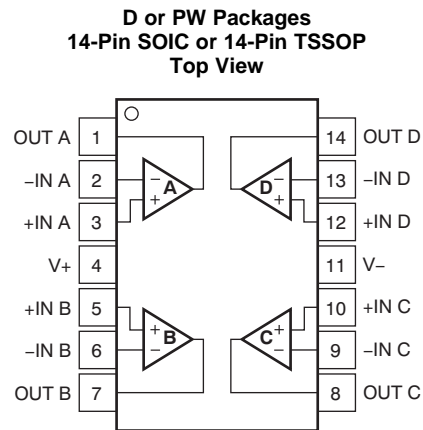 D or PW Packages
14-Pin SOIC or 14-Pin TSSOP
Top View
OUT A 1 14 OUT D
−IN A 2 − A D − 13 −IN D
+IN A 3 + + 12 +IN D
V+ 4 11 V−
+IN B 5 + B C + 10 +IN C
−IN B 6 − − 9 −IN C
OUT B 7 8 OUT C